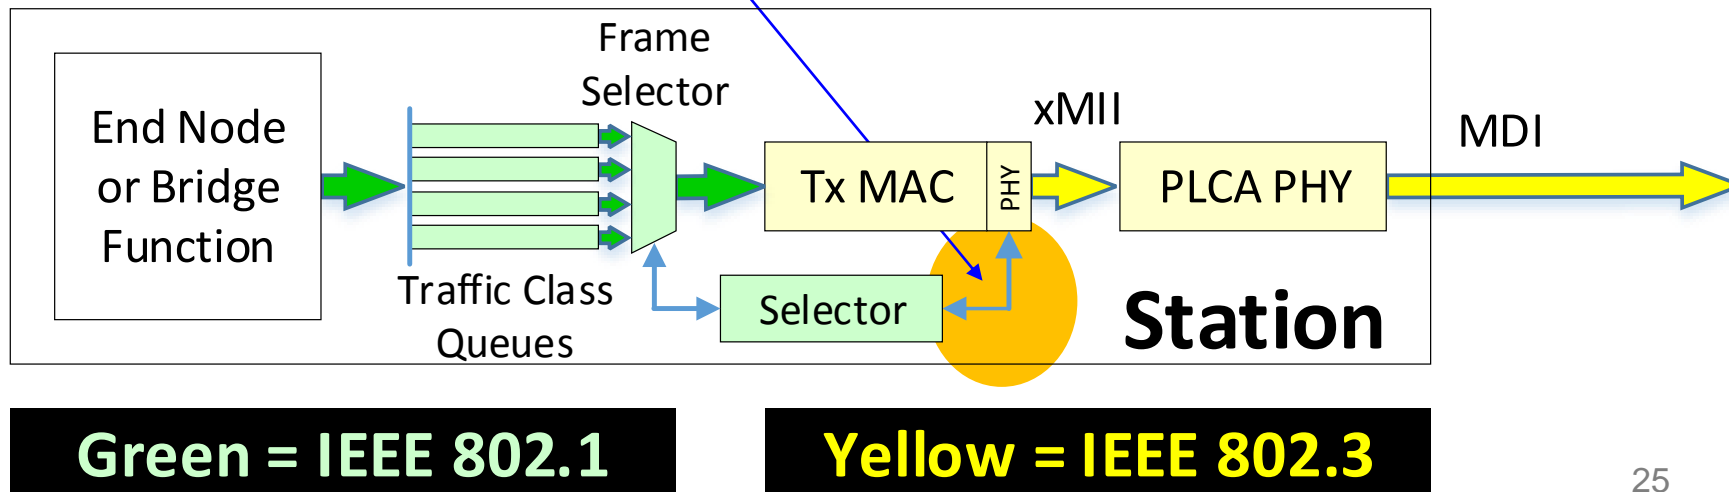 Frame
Selector
End Node
or Bridge
Function
Traffic Class
Queues
Tx MAC
PHY
xMII
PLCA PHY
MDI
Selector
Station
Green = IEEE 802.1
Yellow = IEEE 802.3
25